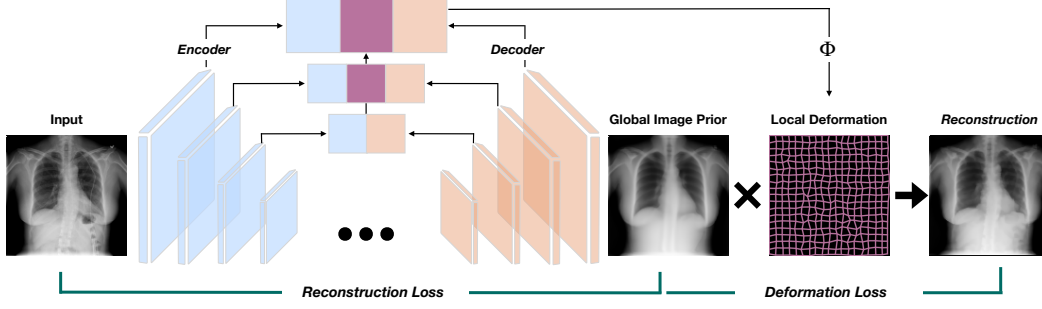 Encoder
Decoder
Φ
Input
Global Image Prior
Local Deformation
Reconstruction
Reconstruction Loss
Deformation Loss